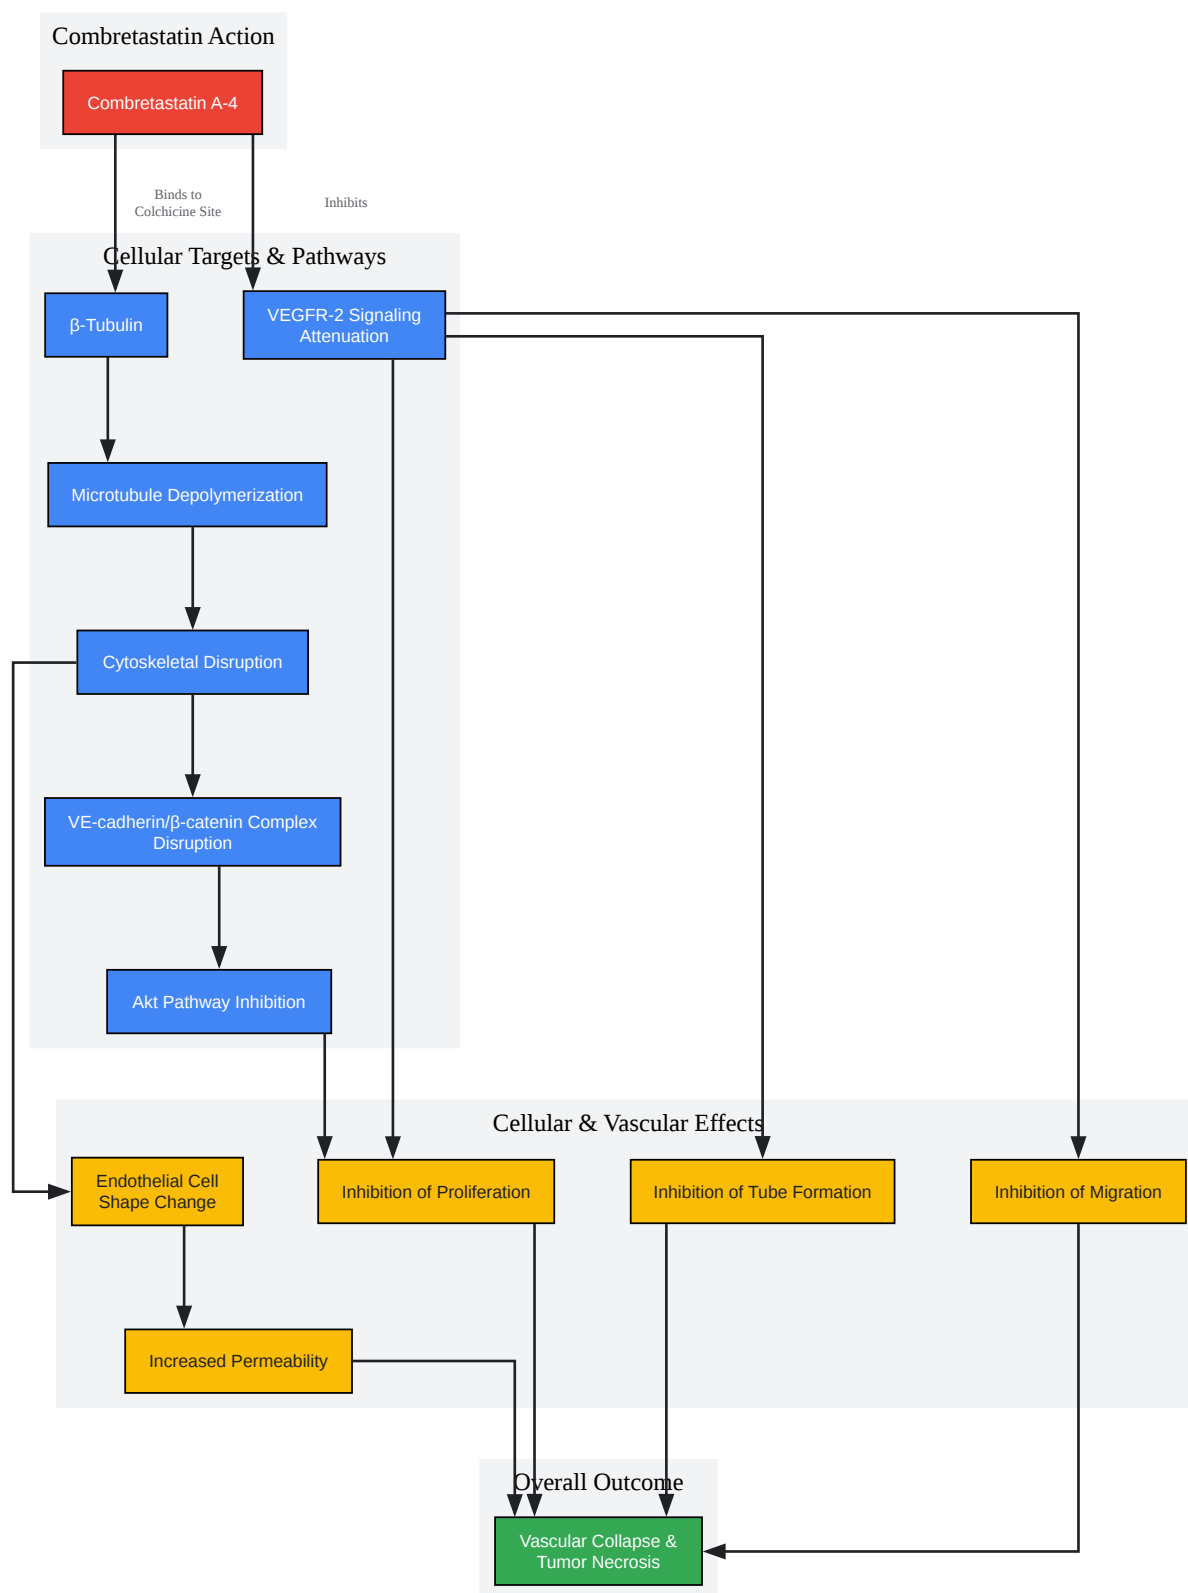 Combretastatin Action
Combretastatin A-4
Binds to
Colchicine Site
Inhibits
Cellular Targets & Pathways
β-Tubulin
VEGFR-2 Signaling
Attenuation
Microtubule Depolymerization
Cytoskeletal Disruption
VE-cadherin/β-catenin Complex
Disruption
Akt Pathway Inhibition
Cellular & Vascular Effects
Endothelial Cell
Shape Change
Inhibition of Proliferation
Inhibition of Tube Formation
Inhibition of Migration
Increased Permeability
Overall Outcome
Vascular Collapse &
Tumor Necrosis